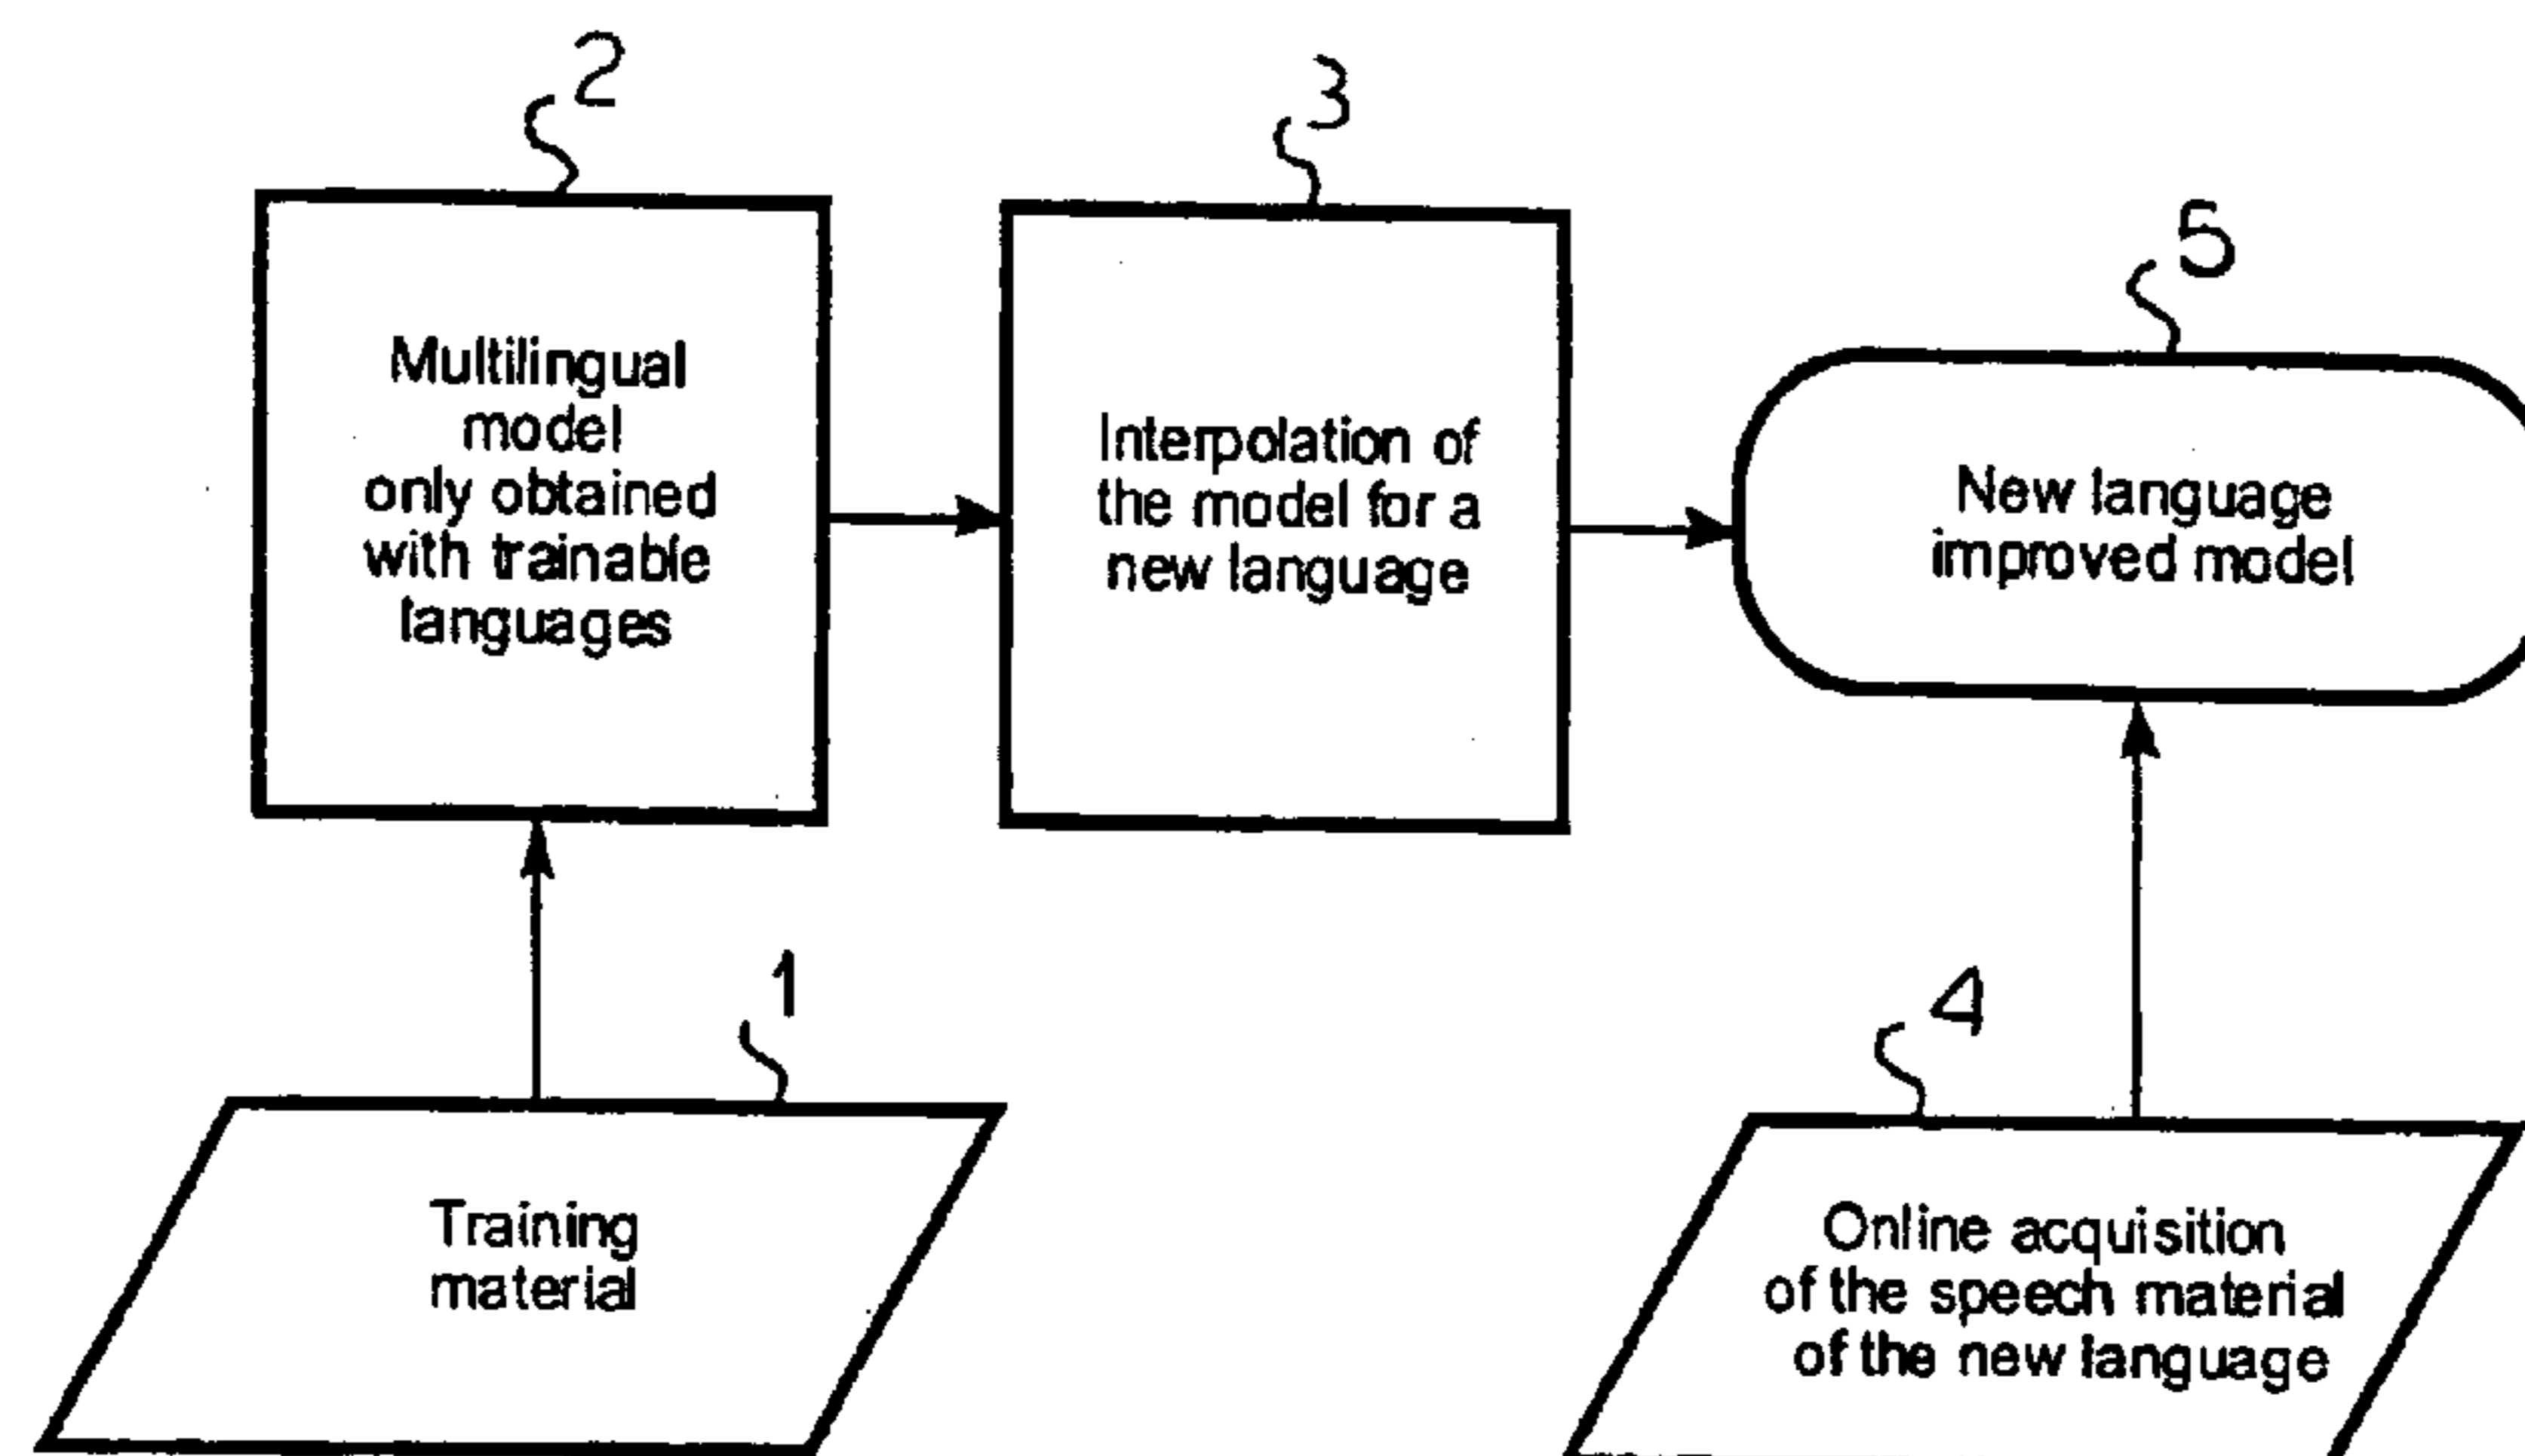 2
3
5
Multilingual
model
only obtained
with trainable
languages
Interpolation of
the model for a
new language
New language
improved model
1
4
Training
material
Online acquisition
of the speech material
of the new language